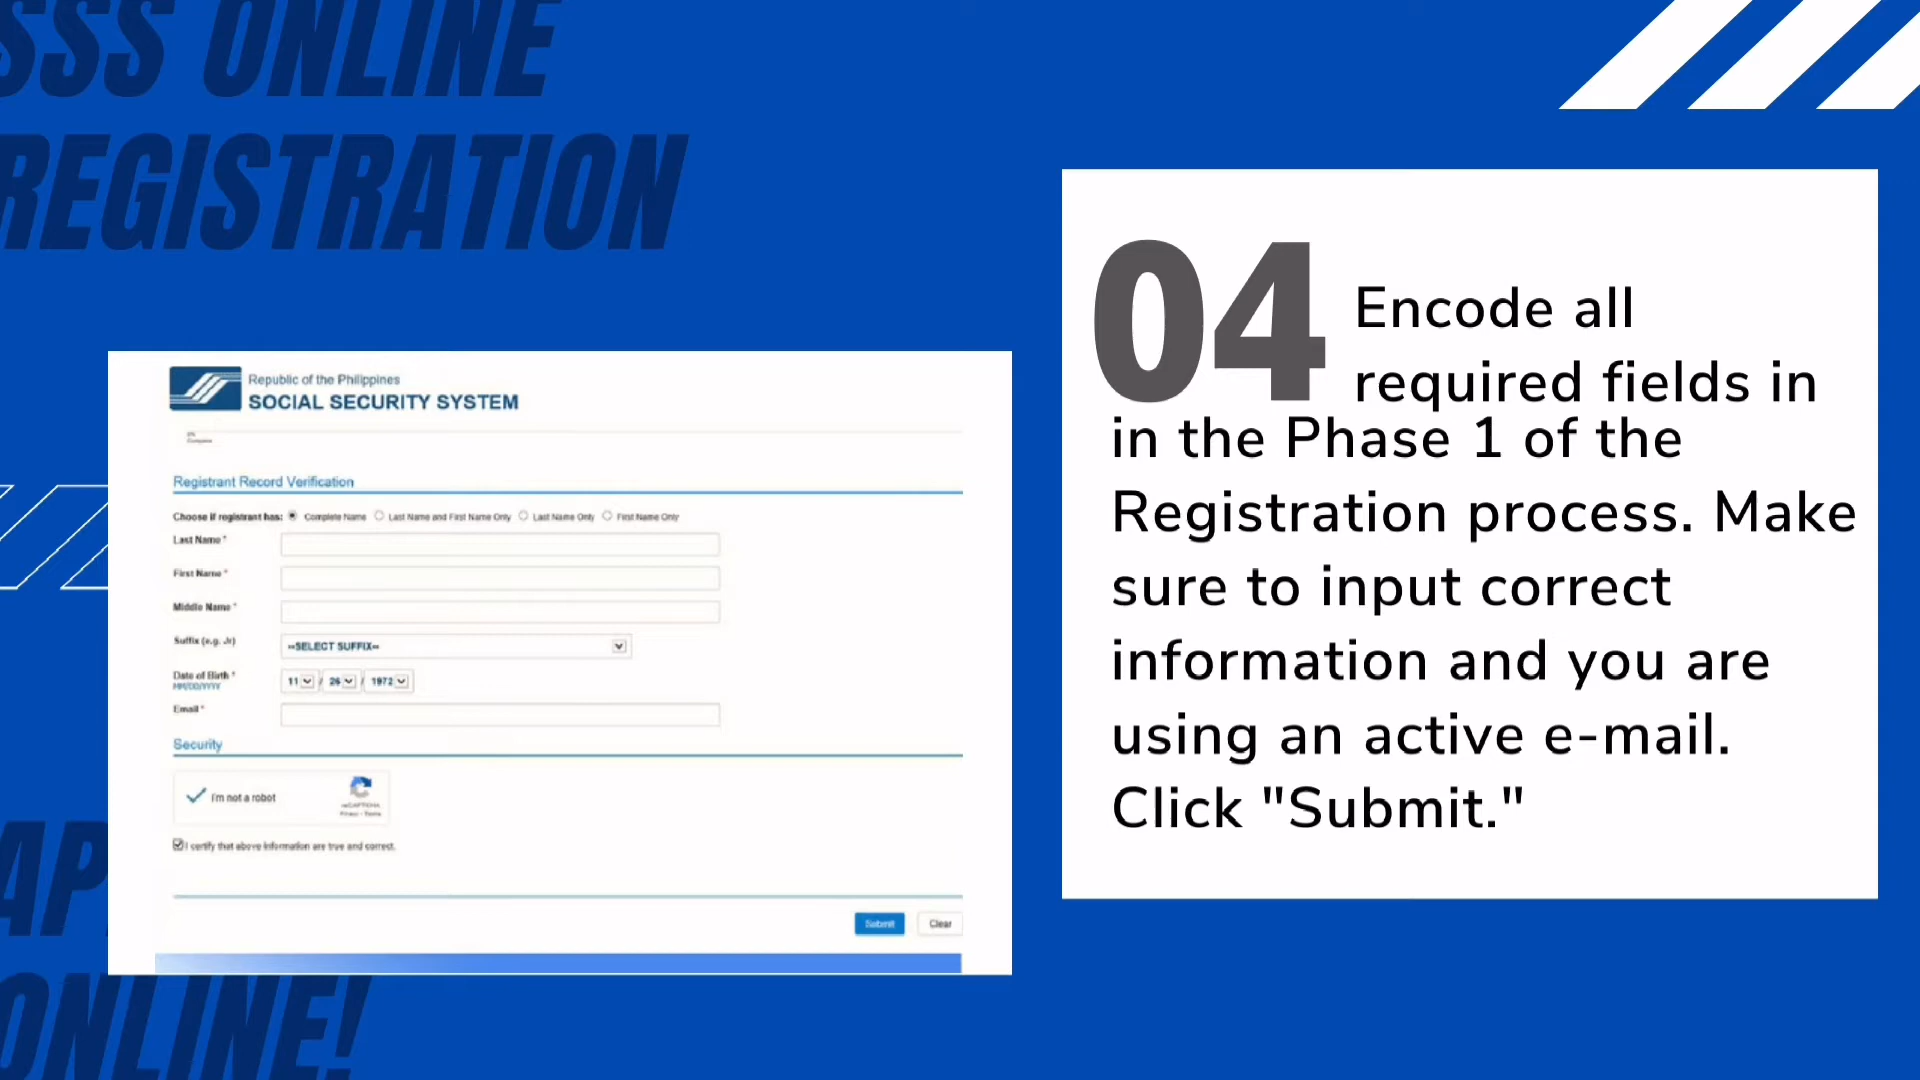 SSS ONLINE
REGISTRATION
Republic of the Philippines
SOCIAL SECURITY SYSTEM
Registrant Record Verification
Choose if registrant has: Complete Name Last Name and First Name Only Last Name Only First Name Only
Last Name *
First Name *
Middle Name *
Suffix (e.g. Jr)
--SELECT SUFFIX--
Date of Birth *
MM/DD/YYYY
11 / 26 / 1972
Email *
Security
I'm not a robot
reCAPTCHA
Privacy - Terms
I certify that above information are true and correct.
Submit Clear
AP
ONLINE!
04
Encode all
required fields in
in the Phase 1 of the
Registration process. Make
sure to input correct
information and you are
using an active e-mail.
Click "Submit."